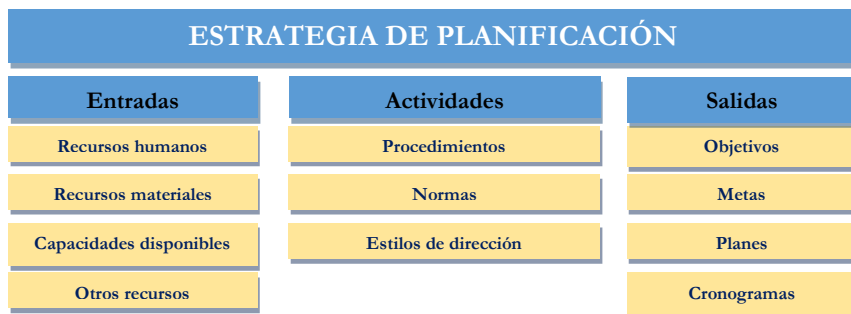 ESTRATEGIA DE PLANIFICACIÓN
Entradas
Recursos humanos
Recursos materiales
Capacidades disponibles
Otros recursos
Actividades
Procedimientos
Normas
Estilos de dirección
Salidas
Objetivos
Metas
Planes
Cronogramas